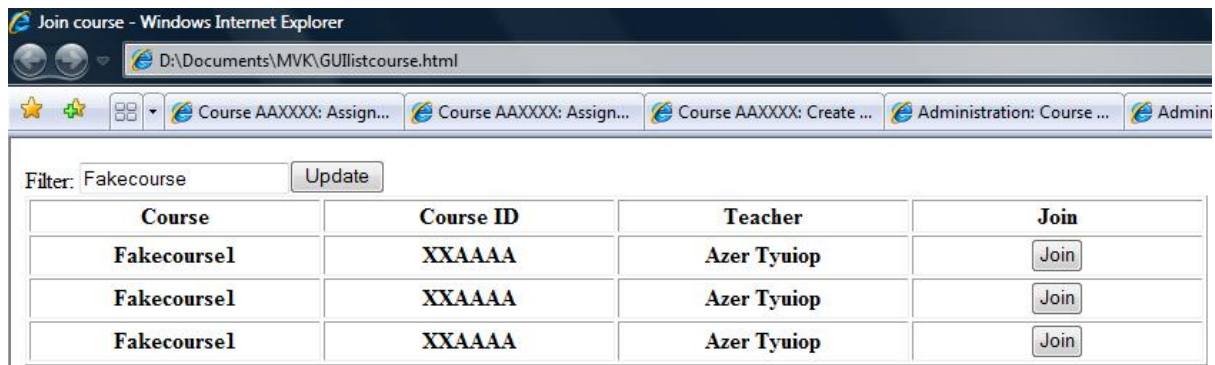 Join course - Windows Internet Explorer
D:\Documents\MVK\GUIlistcourse.html
Course AAXXXX: Assign... Course AAXXXX: Assign... Course AAXXXX: Create ... Administration: Course ... Admini
Filter: Fakecourse Update
Course Course ID Teacher Join
Fakecourse1 XXAAAA Azer Tyuiop Join
Fakecourse1 XXAAAA Azer Tyuiop Join
Fakecourse1 XXAAAA Azer Tyuiop Join